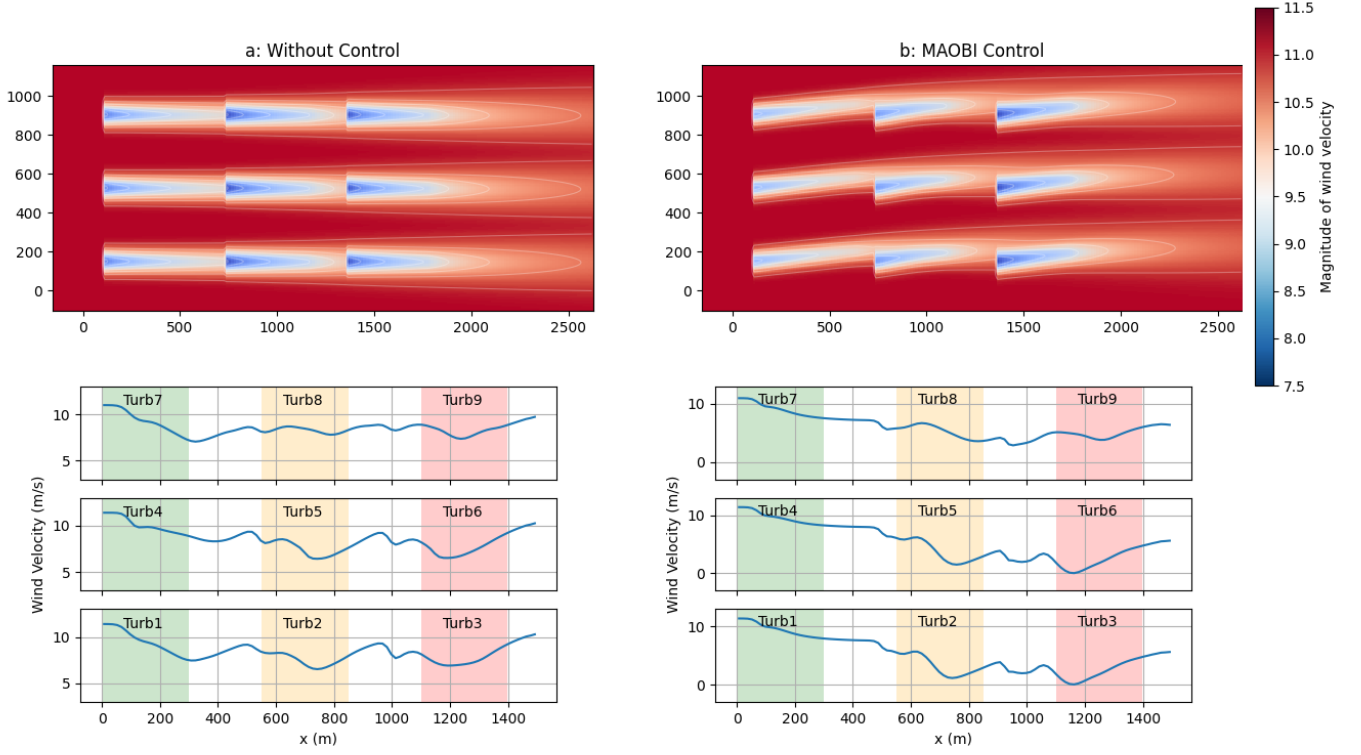 a: Without Control
1000
800
600
400
200
0
0
500
1000
1500
2000
2500
b: MAOBI Control
1000
800
600
400
200
0
0
500
1000
1500
2000
2500
11.5
11.0
10.5
10.0
9.5
9.0
8.5
8.0
7.5
Magnitude of wind velocity
Wind Velocity (m/s)
Turb7
Turb8
Turb9
10
5
Turb4
Turb5
Turb6
10
5
Turb1
Turb2
Turb3
10
5
0
200
400
600
800
1000
1200
1400
x (m)
Wind Velocity (m/s)
Turb7
Turb8
Turb9
10
0
Turb4
Turb5
Turb6
10
0
Turb1
Turb2
Turb3
10
0
0
200
400
600
800
1000
1200
1400
x (m)